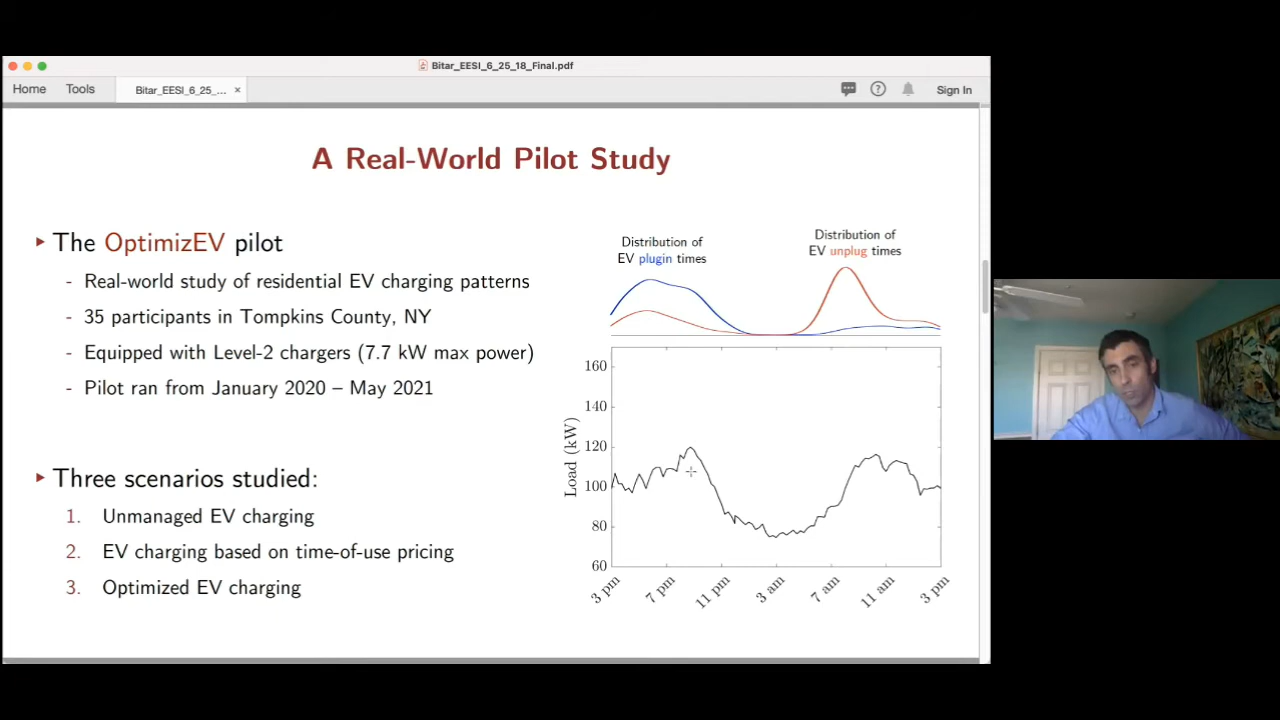 Bitar_EESI_6_25_18_Final.pdf
Home Tools Bitar_EESI_6_25_... × ? Sign In
A Real-World Pilot Study
The OptimizEV pilot
- Real-world study of residential EV charging patterns
- 35 participants in Tompkins County, NY
- Equipped with Level-2 chargers (7.7 kW max power)
- Pilot ran from January 2020 – May 2021
Three scenarios studied:
1. Unmanaged EV charging
2. EV charging based on time-of-use pricing
3. Optimized EV charging
Distribution of
EV plugin times
Distribution of
EV unplug times
Load (kW)
160
140
120
100
80
60
3 pm 7 pm 11 pm 3 am 7 am 11 am 3 pm